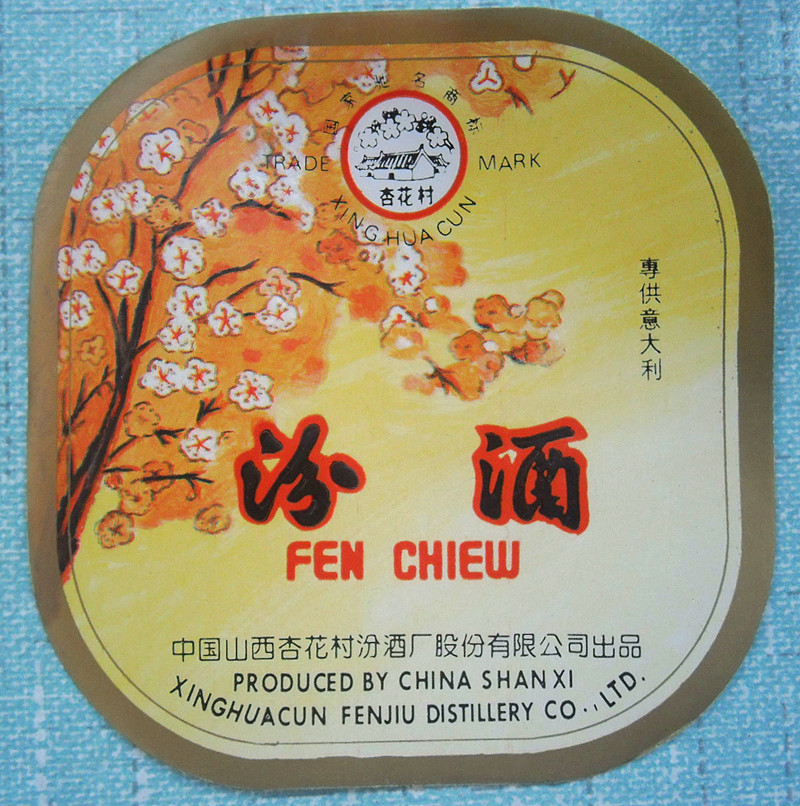 国家驰名商标
TRADE MARK
杏花村
XINGHUACUN
專供意大利
汾酒
FEN CHIEW
中国山西杏花村汾酒厂股份有限公司出品
PRODUCED BY CHINA SHANXI
XINGHUACUN FENJIU DISTILLERY CO., LTD.